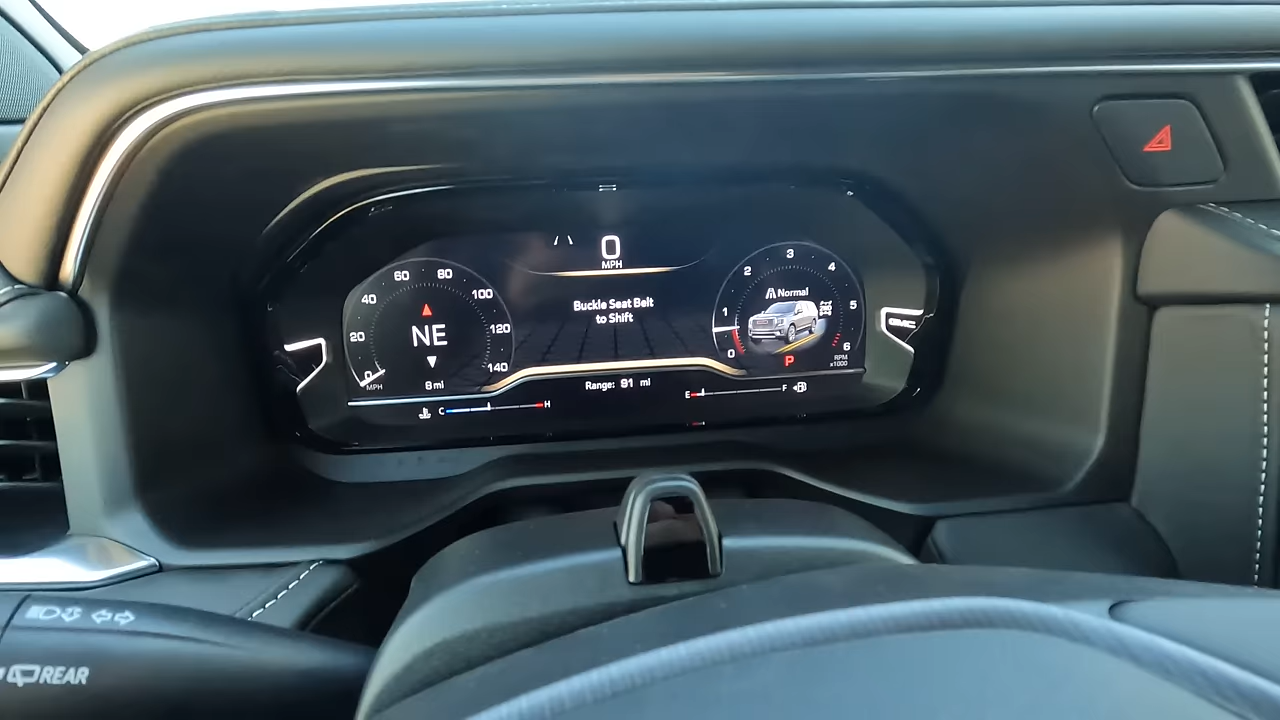 0
MPH
Buckle Seat Belt
to Shift
0
20
40
60
80
100
120
140
MPH
NE
8 mi
0
1
2
3
4
5
6
RPM
x1000
Normal
P
GMC
Range: 91 mi
C
H
E
F
REAR